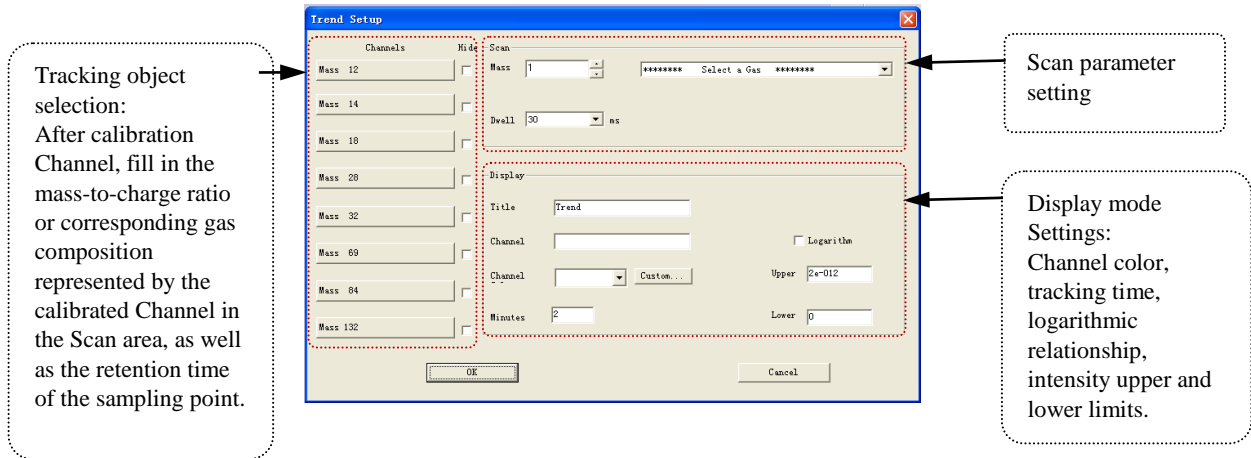 Trend Setup
Tracking object
selection:
After calibration
Channel, fill in the
mass-to-charge ratio
or corresponding gas
composition
represented by the
calibrated Channel in
the Scan area, as well
as the retention time
of the sampling point.
Channels Hide
Mass 12
Mass 14
Mass 18
Mass 28
Mass 32
Mass 69
Mass 84
Mass 132
Scan
Mass 1 ******** Select a Gas ********
Dwell 30 ms
Display
Title Trend
Channel Logarithm
Channel Custom... Upper 2e-012
Minutes 2 Lower 0
OK Cancel
Scan parameter
setting
Display mode
Settings:
Channel color,
tracking time,
logarithmic
relationship,
intensity upper and
lower limits.